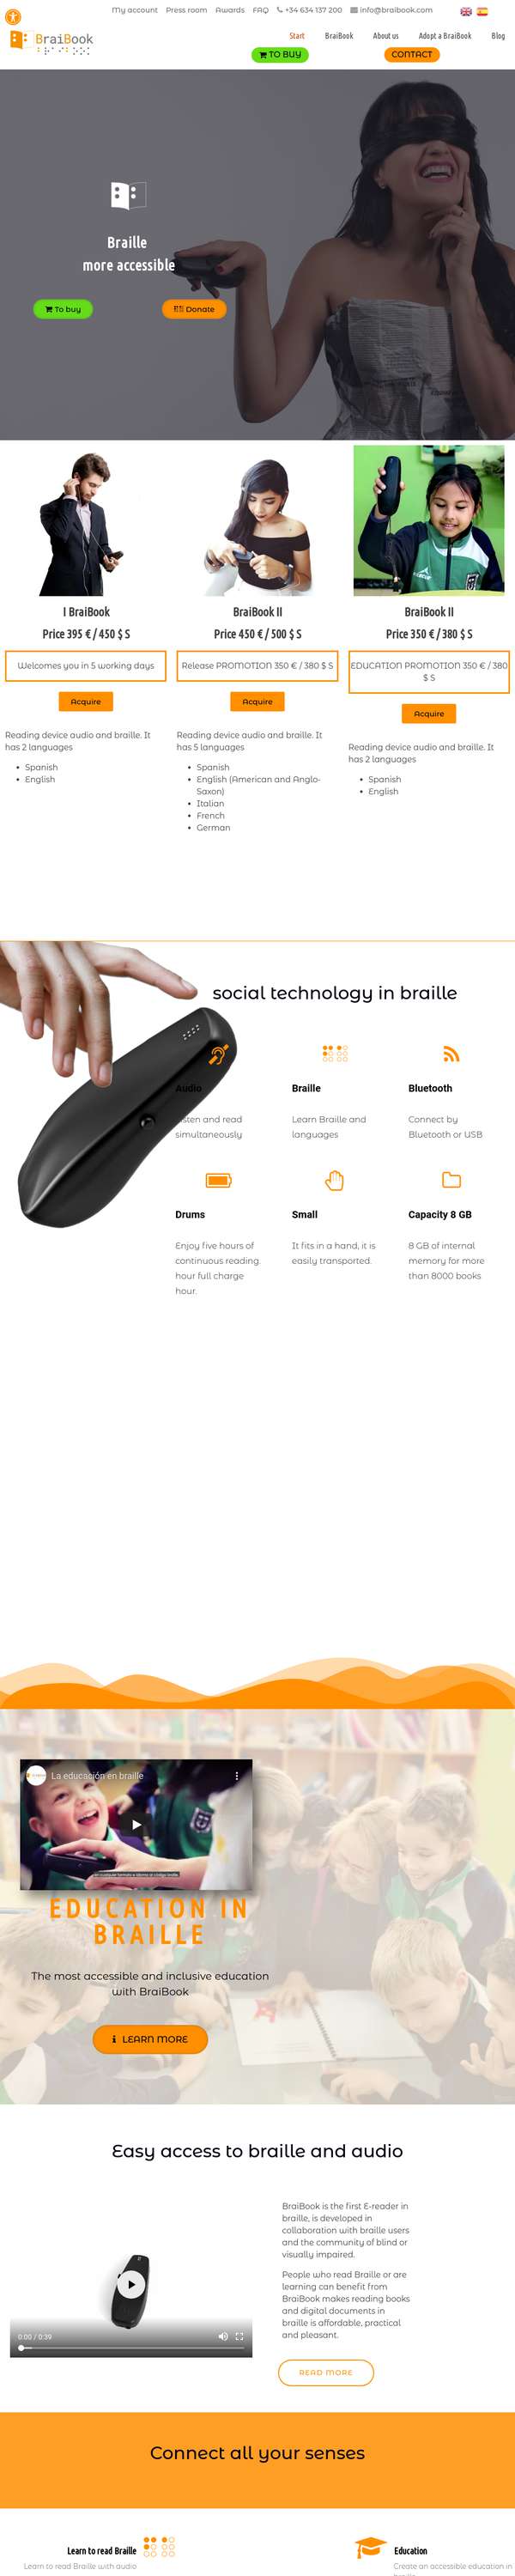 My account Press room Awards FAQ +34 634 137 200 info@braibook.com
BraiBook
Start BraiBook About us Adopt a BraiBook Blog
TO BUY CONTACT
Braille
more accessible
To buy Donate
I BraiBook
Price 395 € / 450 $ S
Welcomes you in 5 working days
Acquire
Reading device audio and braille. It
has 2 languages
• Spanish
• English
BraiBook II
Price 450 € / 500 $ S
Release PROMOTION 350 € / 380 $ S
Acquire
Reading device audio and braille. It
has 5 languages
• Spanish
• English (American and Anglo-
Saxon)
• Italian
• French
• German
BraiBook II
Price 350 € / 380 $ S
EDUCATION PROMOTION 350 € / 380
$ S
Acquire
Reading device audio and braille. It
has 2 languages
• Spanish
• English
social technology in braille
Audio
Listen and read
simultaneously
Braille
Learn Braille and
languages
Bluetooth
Connect by
Bluetooth or USB
Drums
Enjoy five hours of
continuous reading.
hour full charge
hour.
Small
It fits in a hand, it is
easily transported.
Capacity 8 GB
8 GB of internal
memory for more
than 8000 books
La educación en braille
EDUCATION IN
BRAILLE
The most accessible and inclusive education
with BraiBook
LEARN MORE
Easy access to braille and audio
0:00 / 0:39
BraiBook is the first E-reader in
braille, is developed in
collaboration with braille users
and the community of blind or
visually impaired.
People who read Braille or are
learning can benefit from
BraiBook makes reading books
and digital documents in
braille is affordable, practical
and pleasant.
READ MORE
Connect all your senses
Learn to read Braille
Learn to read Braille with audio
Education
Create an accessible education in